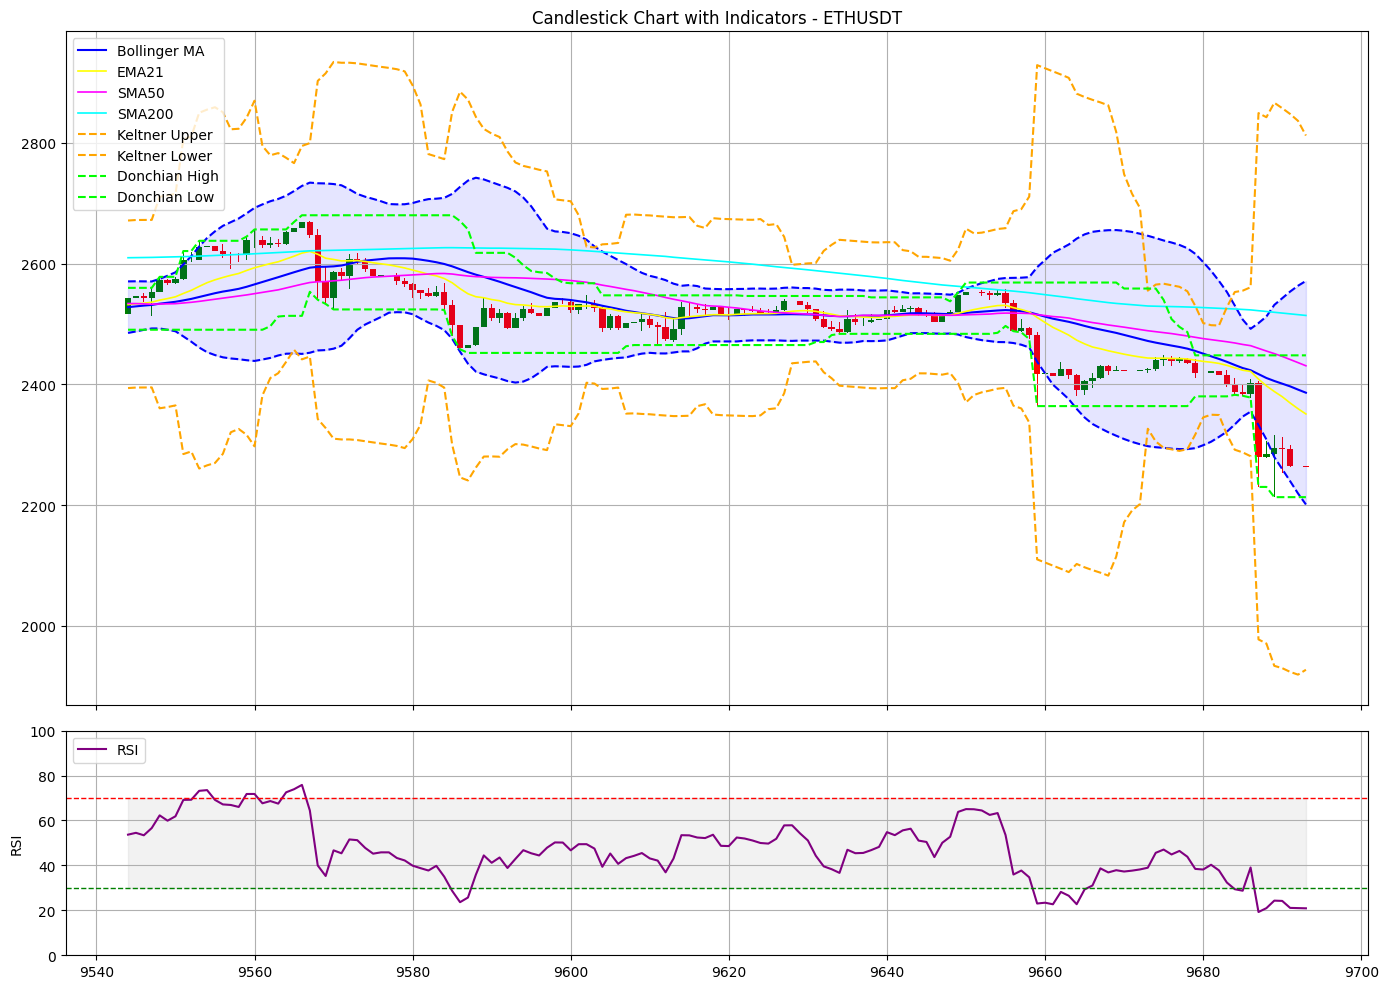 Candlestick Chart with Indicators - ETHUSDT
Bollinger MA
EMA21
SMA50
SMA200
Keltner Upper
Keltner Lower
Donchian High
Donchian Low
2800
2600
2400
2200
2000
RSI
100
80
60
40
20
0
RSI
9540 9560 9580 9600 9620 9640 9660 9680 9700